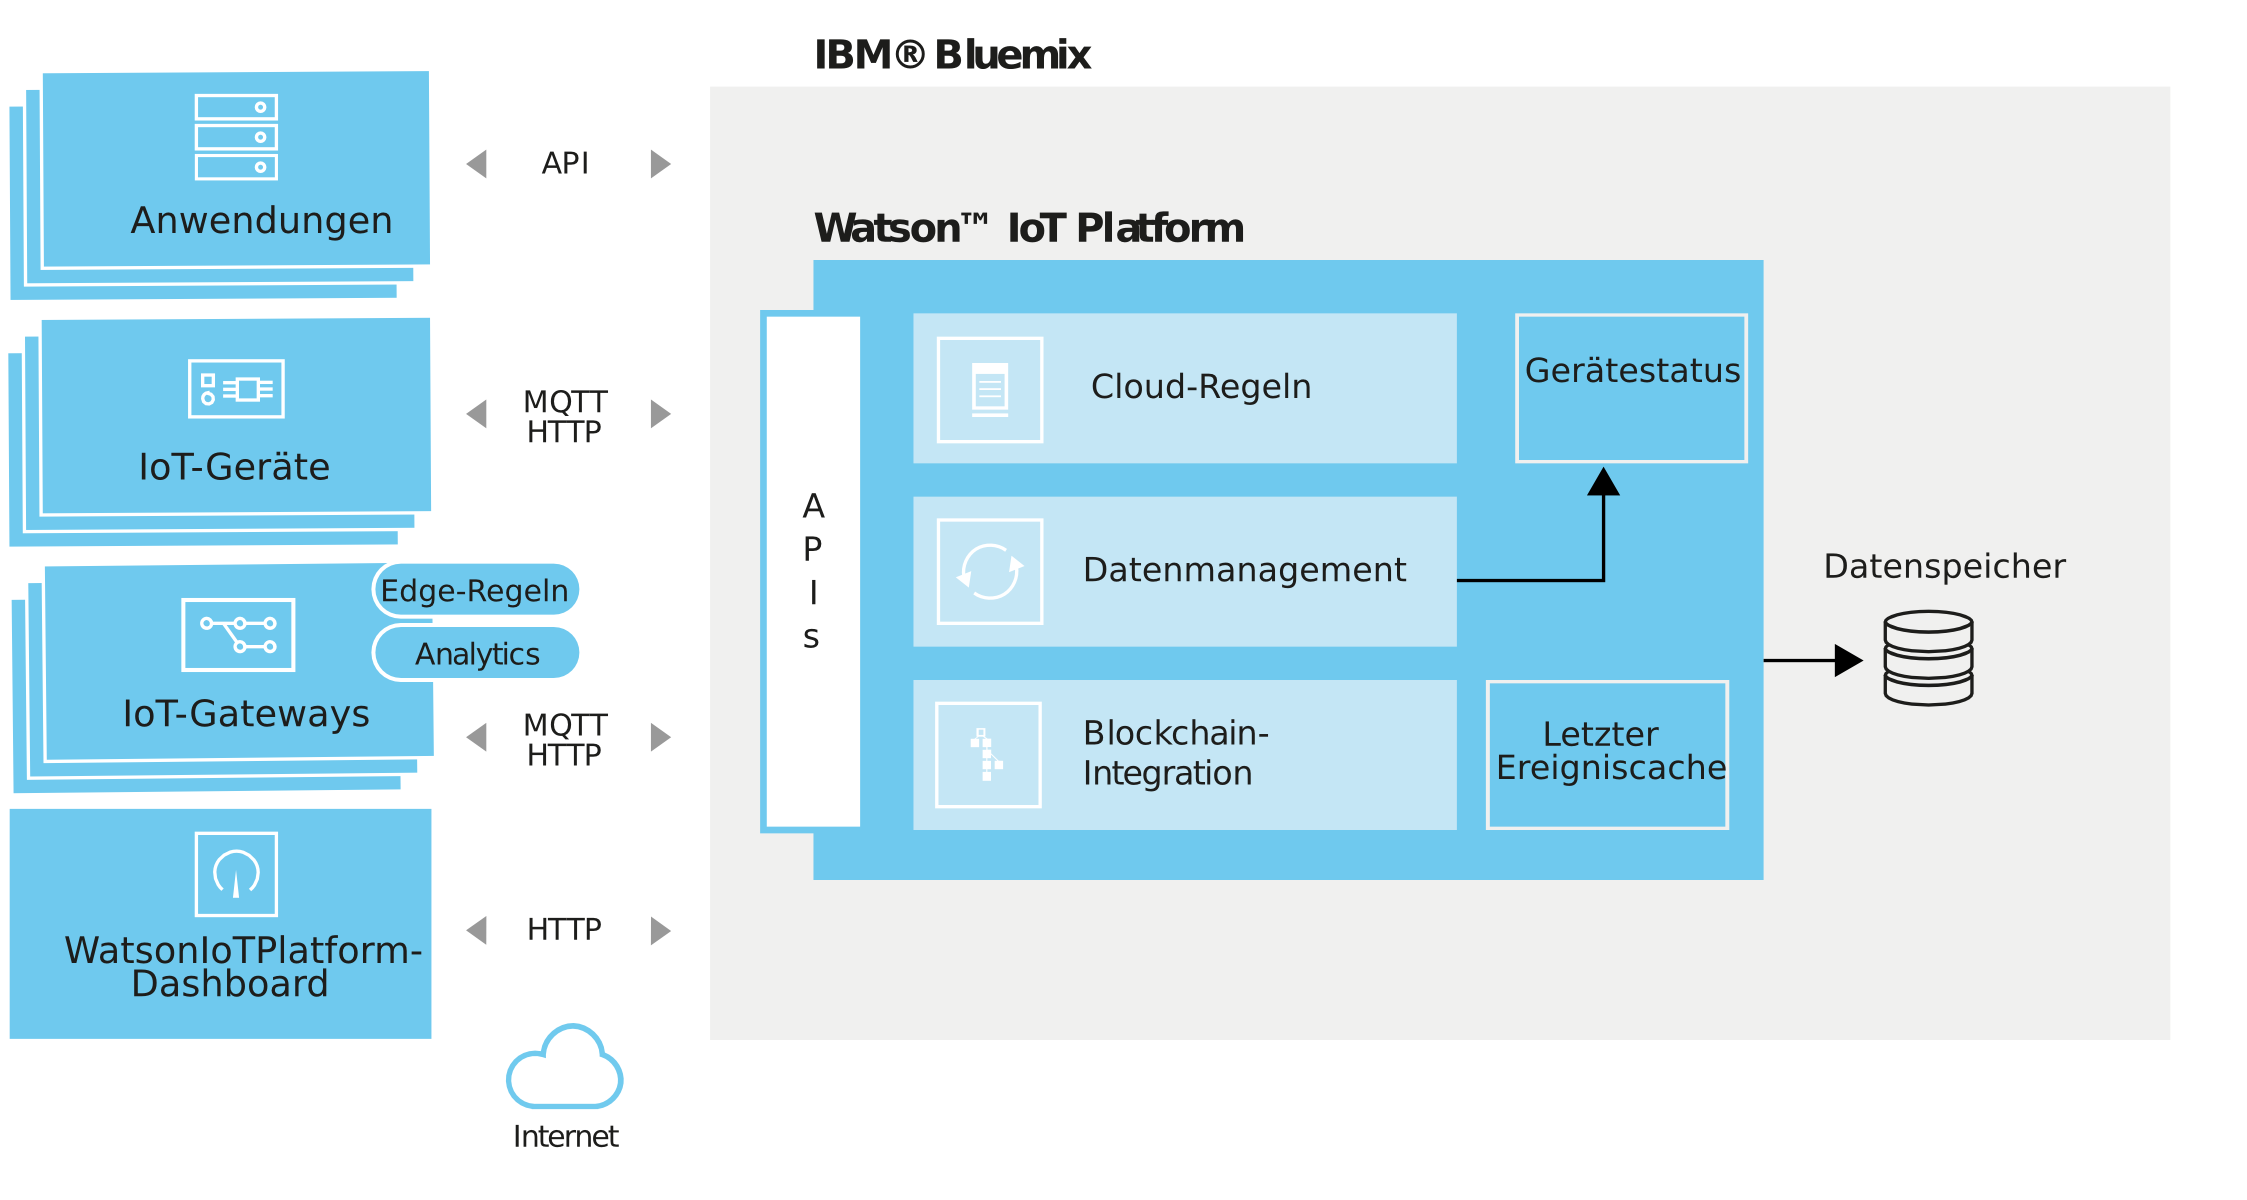 IBM® Bluemix
Anwendungen
API
IoT-Geräte
MQTT
HTTP
Edge-Regeln
Analytics
IoT-Gateways
MQTT
HTTP
WatsonIoTPlatform-
Dashboard
HTTP
Internet
Watson™ IoT Platform
A
P
I
s
Cloud-Regeln
Gerätestatus
Datenmanagement
Blockchain-
Integration
Letzter
Ereigniscache
Datenspeicher